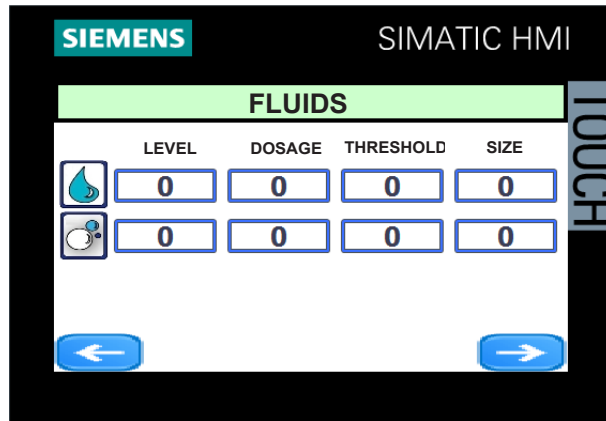 SIEMENS
SIMATIC HMI
TOUCH
FLUIDS
LEVEL DOSAGE THRESHOLD SIZE
0 0 0 0
0 0 0 0